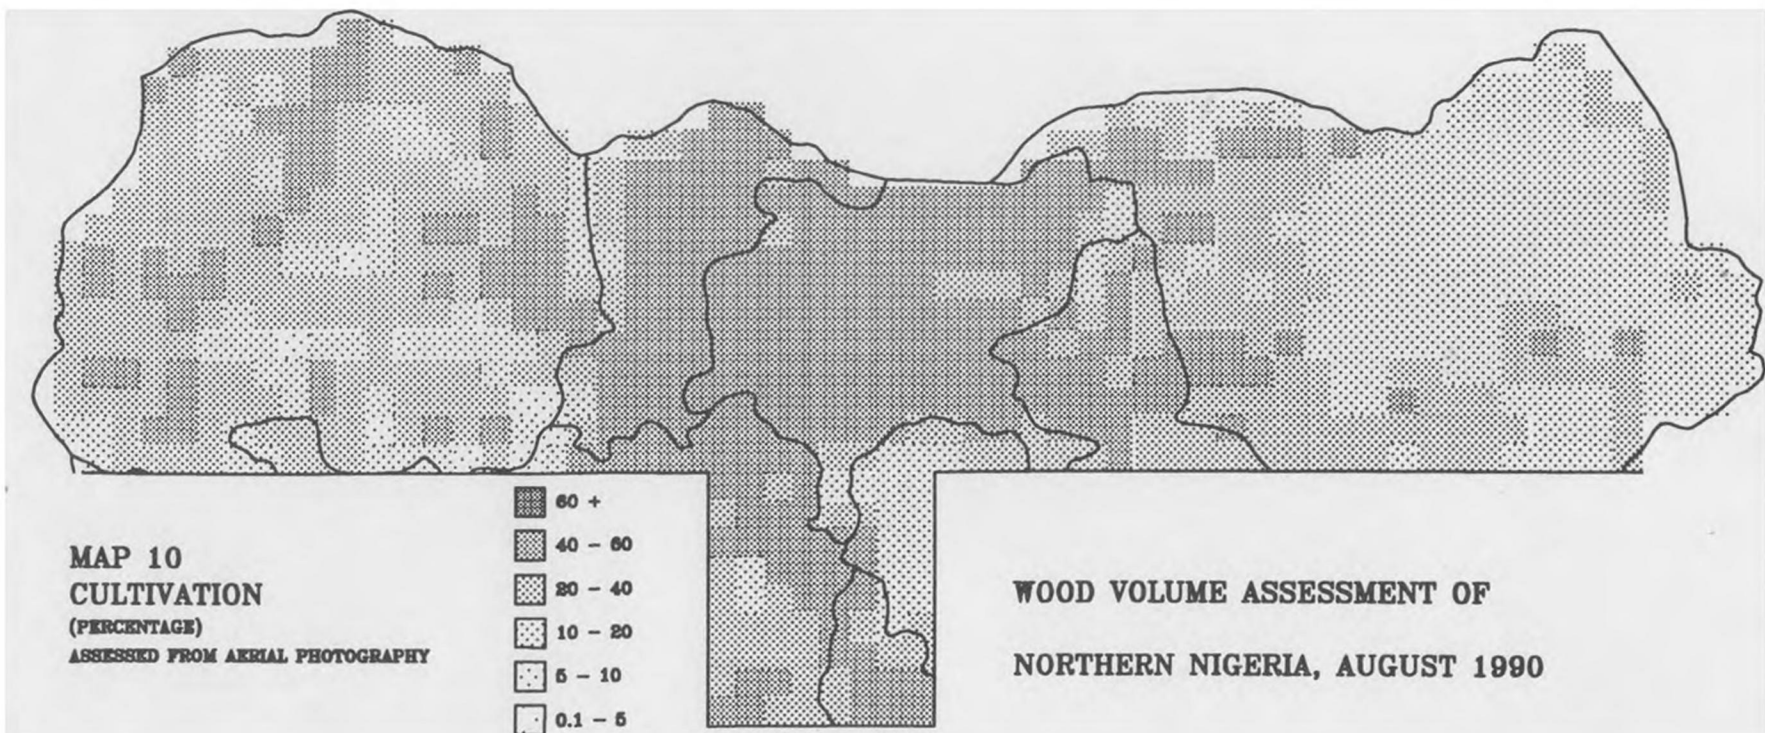 MAP 10
CULTIVATION
(PERCENTAGE)
ASSESSED FROM AERIAL PHOTOGRAPHY
60 +
40 - 60
20 - 40
10 - 20
5 - 10
0.1 - 5
WOOD VOLUME ASSESSMENT OF
NORTHERN NIGERIA, AUGUST 1990